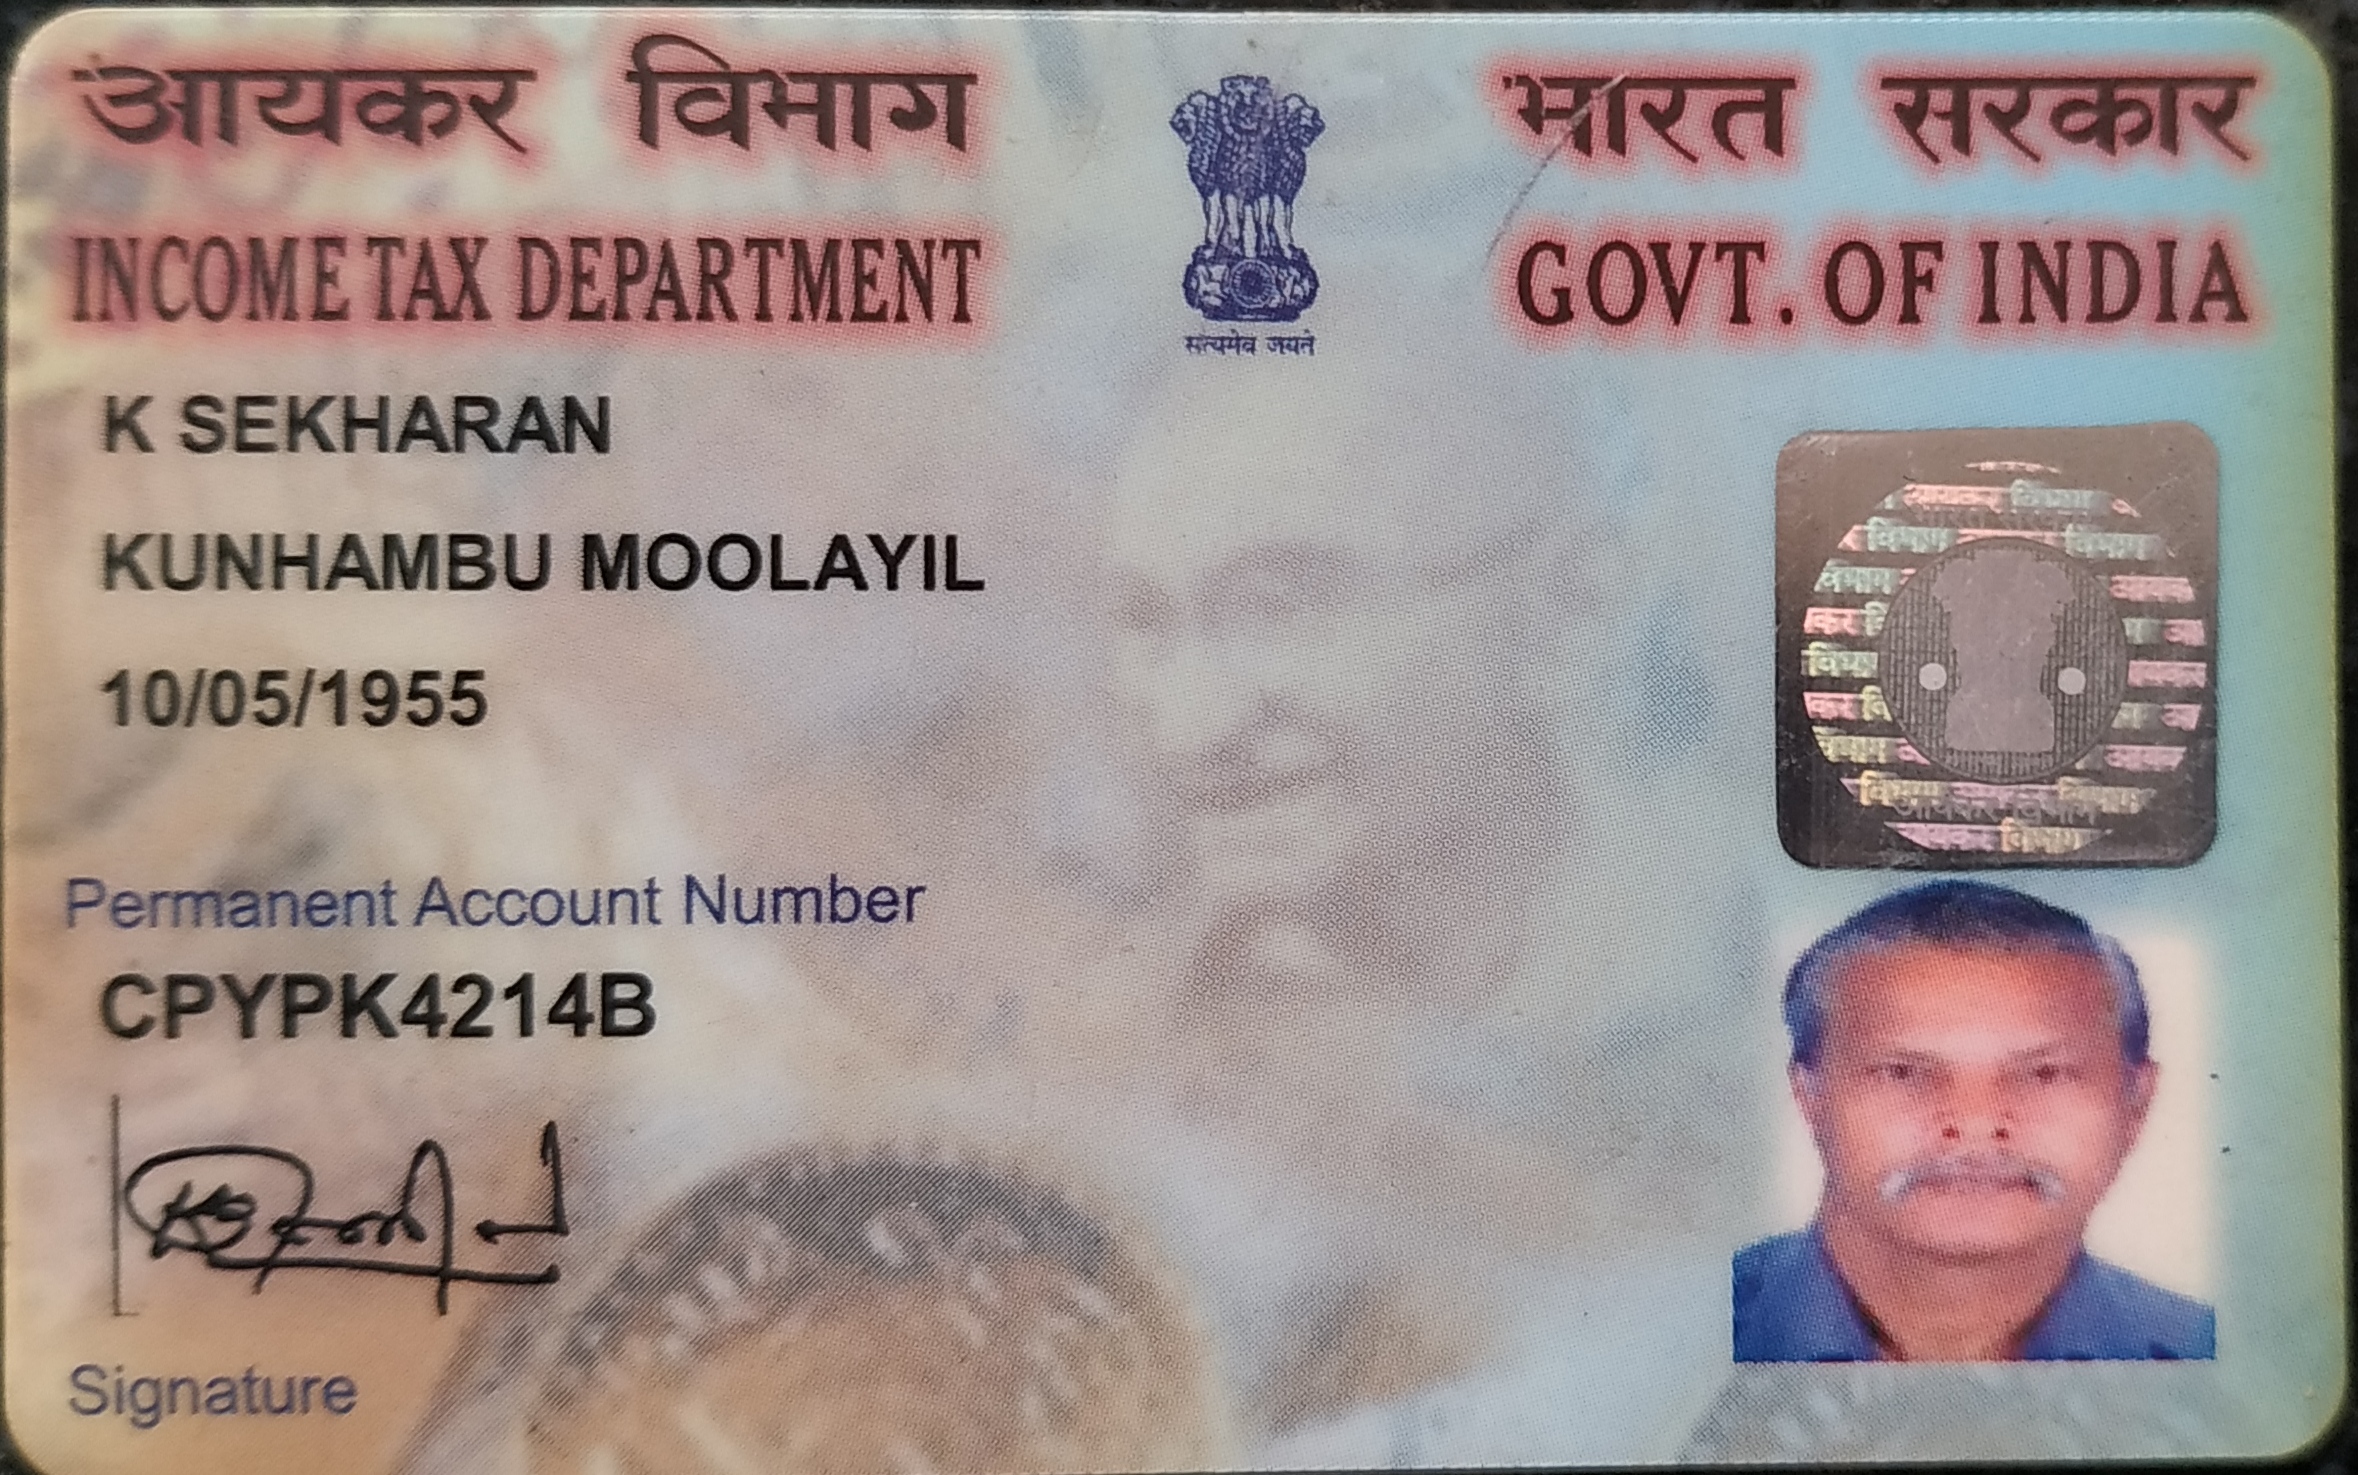 आयकर विभाग
INCOME TAX DEPARTMENT
सत्यमेव जयते
भारत सरकार
GOVT. OF INDIA
K SEKHARAN
KUNHAMBU MOOLAYIL
10/05/1955
Permanent Account Number
CPYPK4214B
Signature